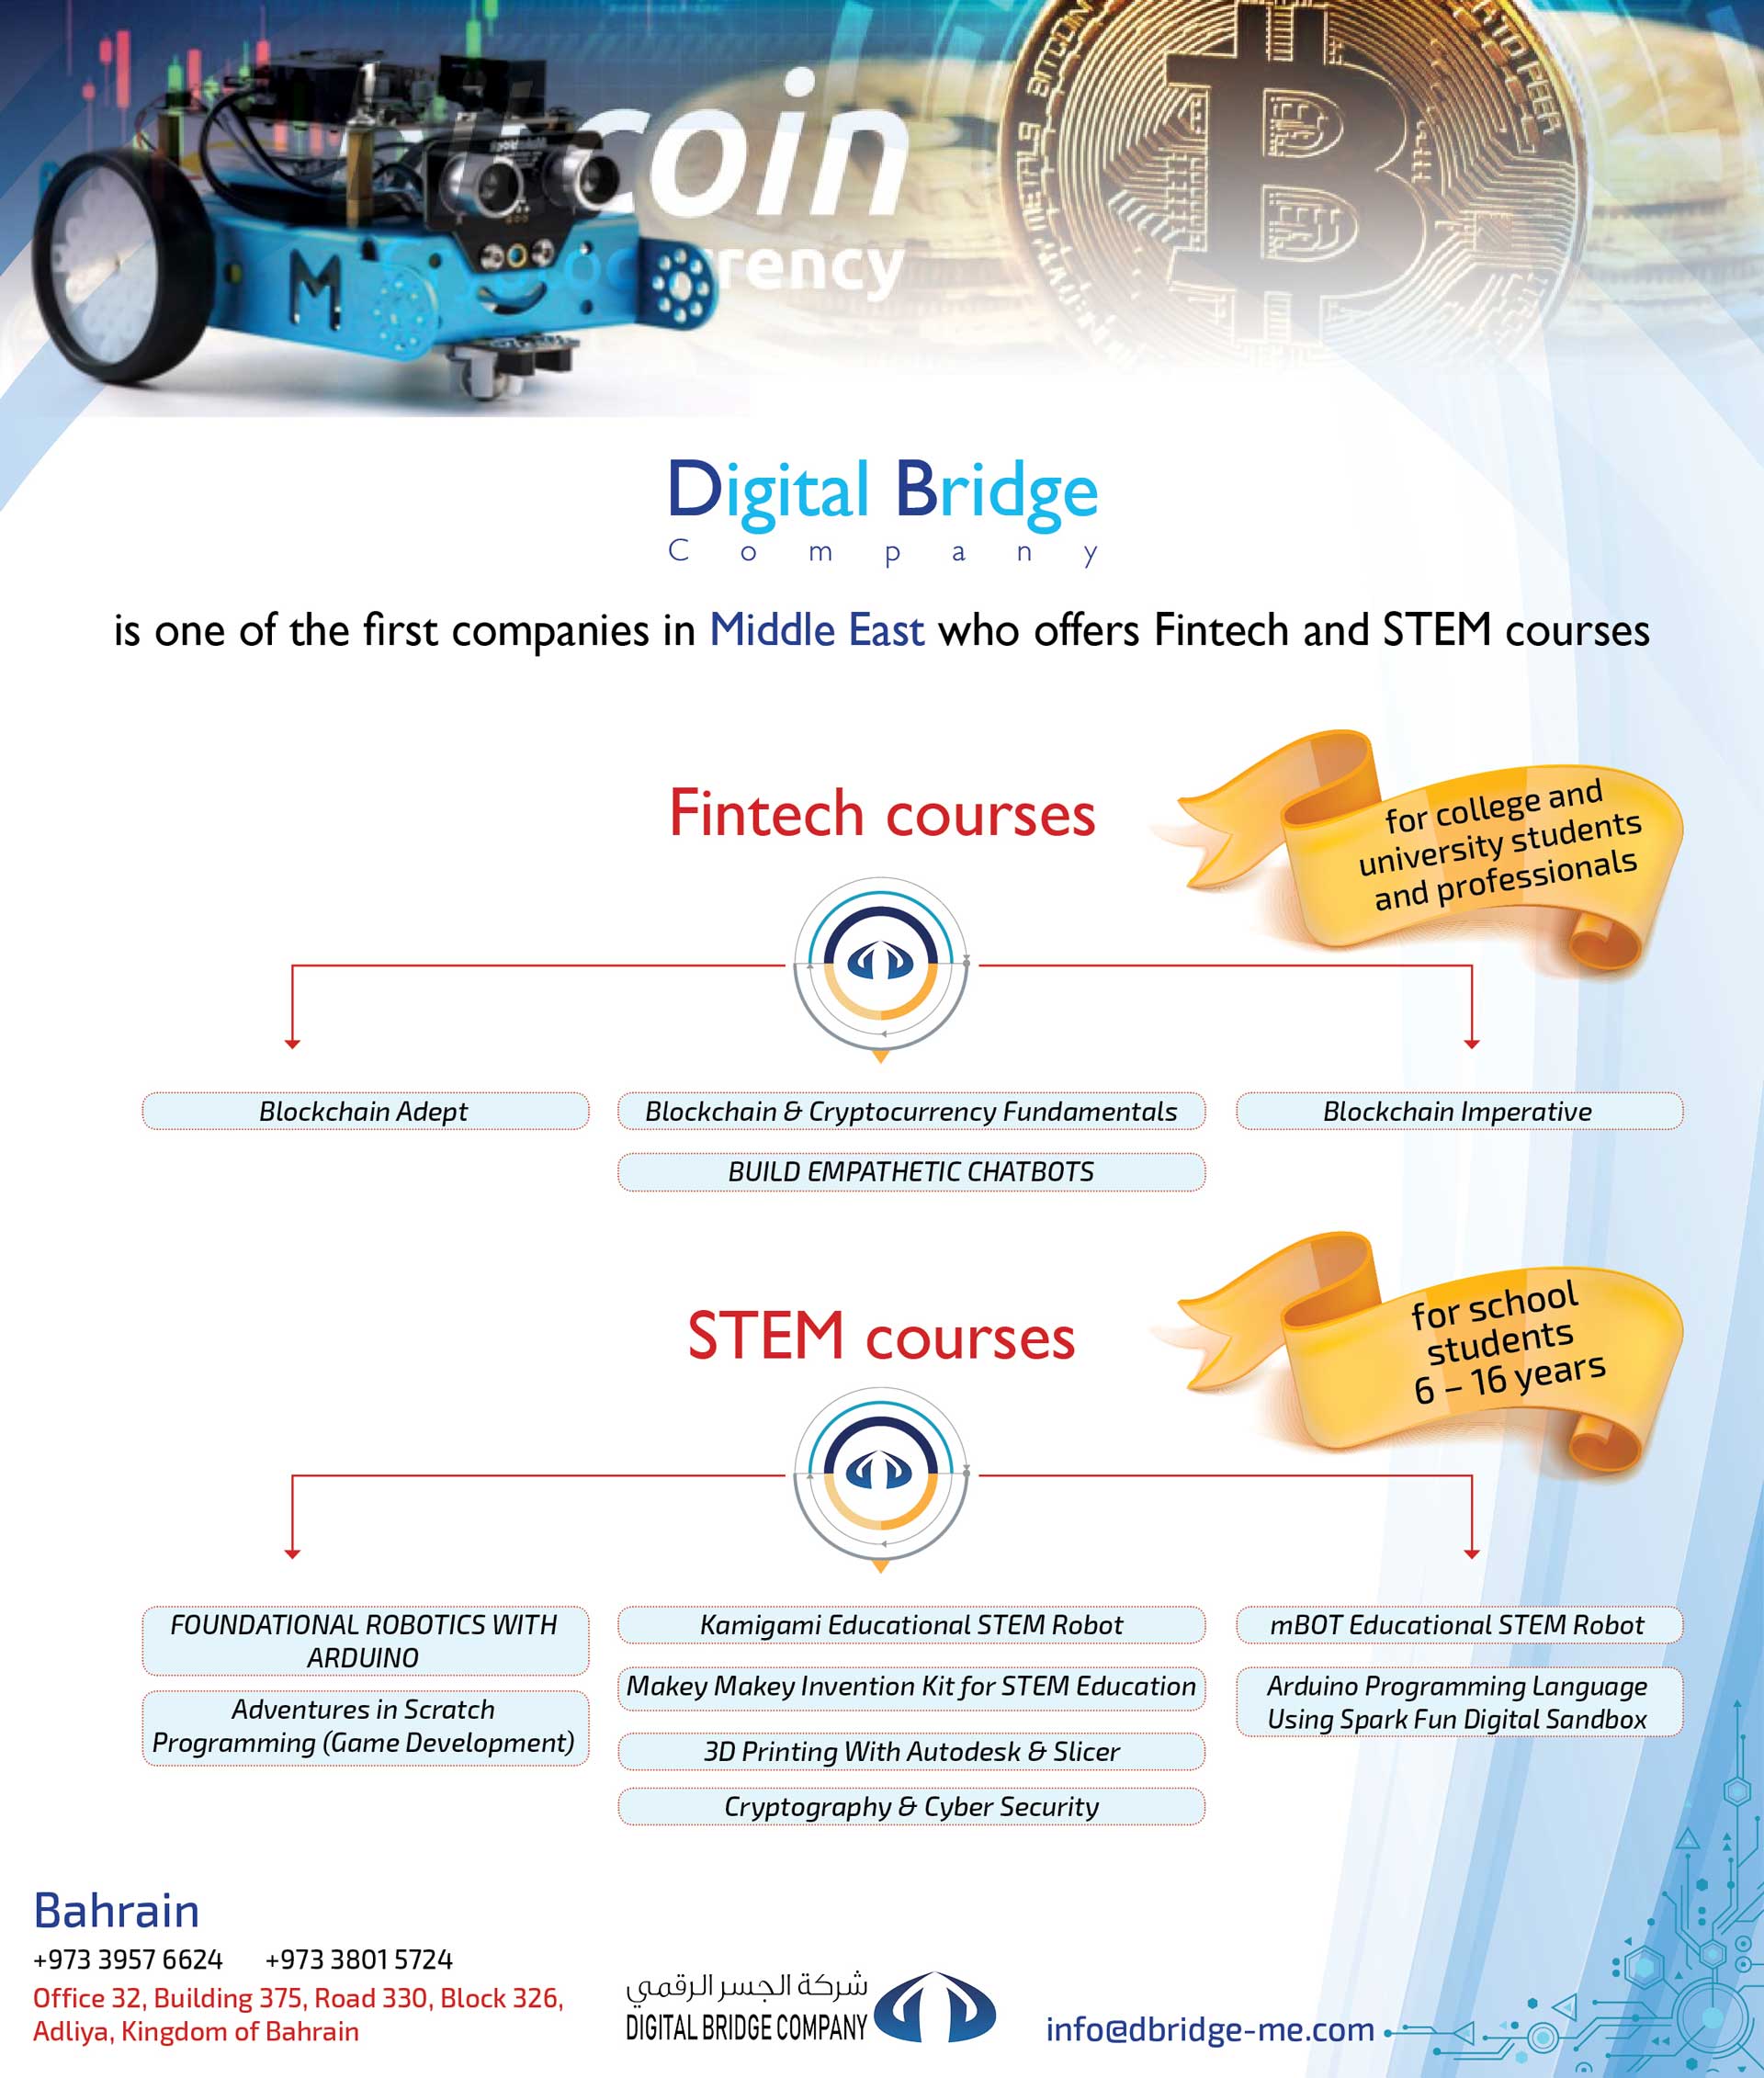 coin
rency
BITCOIN
M
Digital Bridge
Company
is one of the first companies in Middle East who offers Fintech and STEM courses
Fintech courses
for college and
university students
and professionals
Blockchain Adept
Blockchain & Cryptocurrency Fundamentals
Blockchain Imperative
BUILD EMPATHETIC CHATBOTS
STEM courses
for school
students
6 – 16 years
FOUNDATIONAL ROBOTICS WITH
ARDUINO
Adventures in Scratch
Programming (Game Development)
Kamigami Educational STEM Robot
Makey Makey Invention Kit for STEM Education
3D Printing With Autodesk & Slicer
Cryptography & Cyber Security
mBOT Educational STEM Robot
Arduino Programming Language
Using Spark Fun Digital Sandbox
Bahrain
+973 3957 6624 +973 3801 5724
Office 32, Building 375, Road 330, Block 326,
Adliya, Kingdom of Bahrain
شركة الجسر الرقمي
DIGITAL BRIDGE COMPANY
info@dbridge-me.com